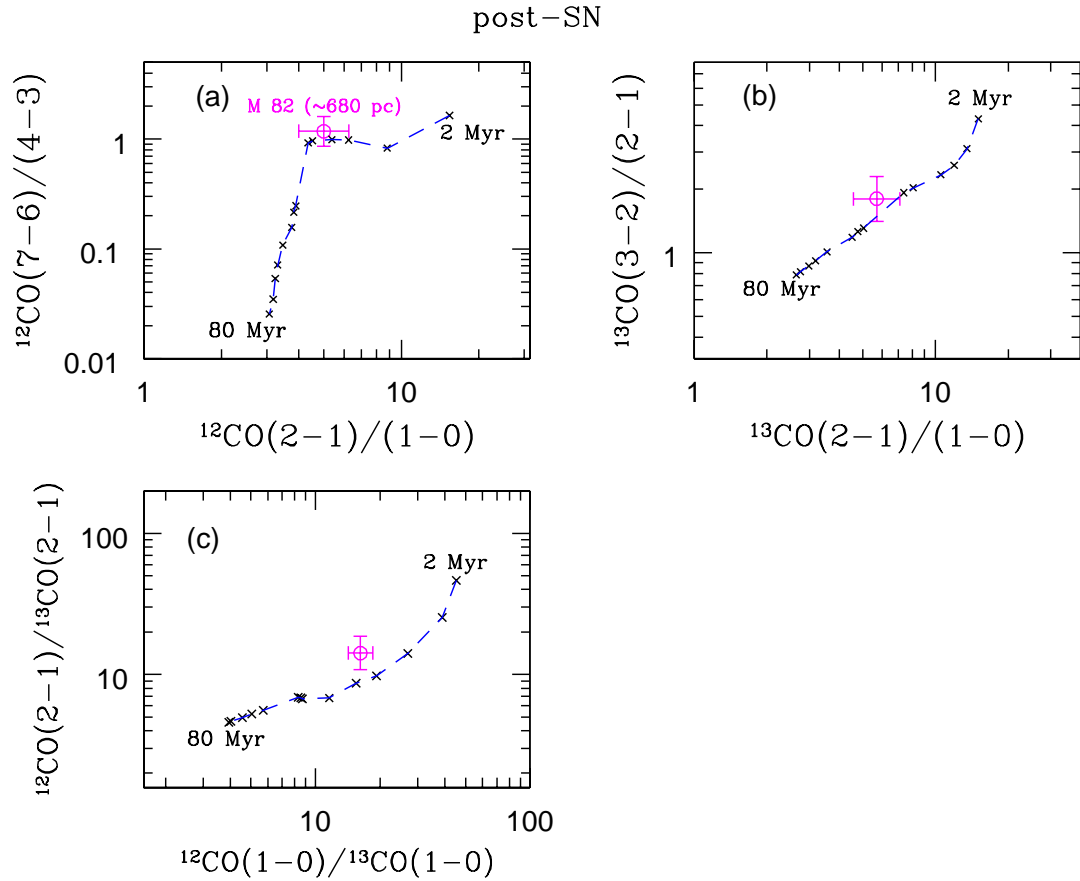 post-SN
(a)
M 82 (~680 pc)
2 Myr
80 Myr
1
0.1
0.01
1
10
¹²CO(7-6)/(4-3)
¹²CO(2-1)/(1-0)
(b)
2 Myr
80 Myr
1
1
10
¹³CO(3-2)/(2-1)
¹³CO(2-1)/(1-0)
(c)
2 Myr
80 Myr
100
10
10
100
¹²CO(2-1)/¹³CO(2-1)
¹²CO(1-0)/¹³CO(1-0)